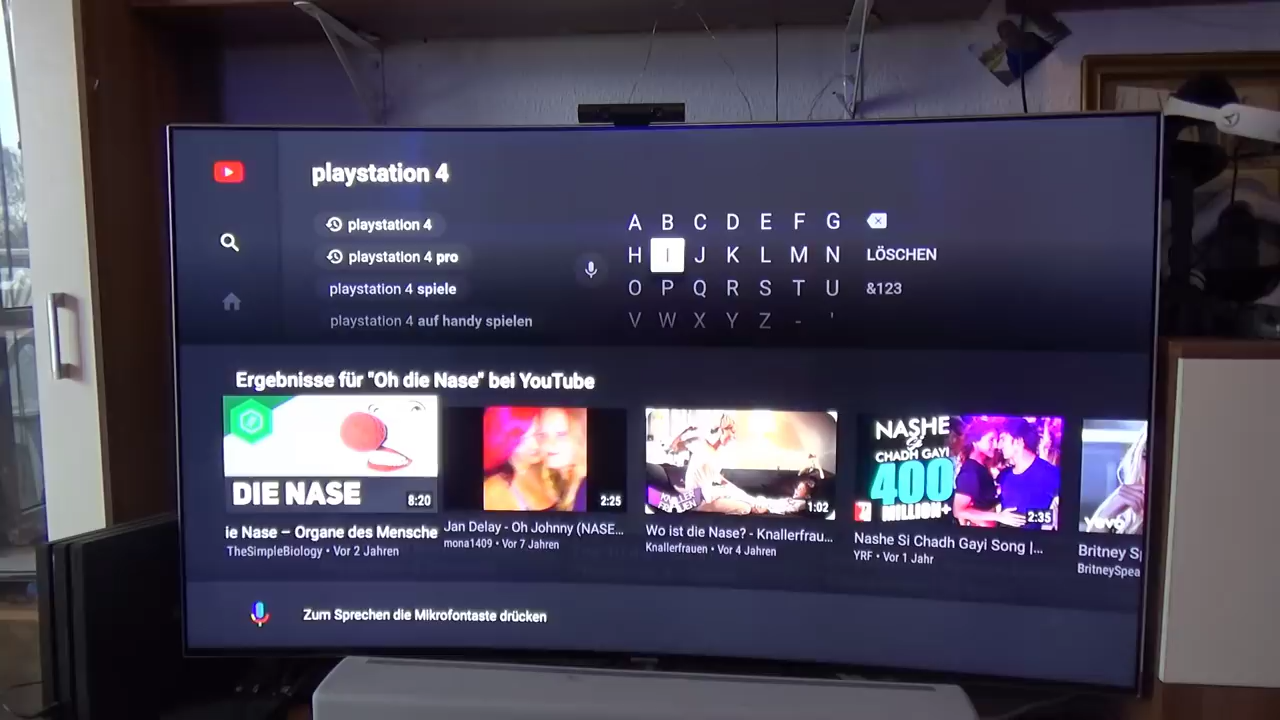 playstation 4
playstation 4
playstation 4 pro
playstation 4 spiele
playstation 4 auf handy spielen
A B C D E F G
H I J K L M N LÖSCHEN
O P Q R S T U &123
V W X Y Z - '
Ergebnisse für "Oh die Nase" bei YouTube
DIE NASE
8:20
2:25
KNALLER
FRAUEN
1:02
NASHE
Si
CHADH GAYI
400
MILLION+
2:35
vevo
ie Nase – Organe des Mensche
TheSimpleBiology • Vor 2 Jahren
Jan Delay - Oh Johnny (NASE...
mona1409 • Vor 7 Jahren
Wo ist die Nase? - Knallerfrau...
Knallerfrauen • Vor 4 Jahren
Nashe Si Chadh Gayi Song |...
YRF • Vor 1 Jahr
Britney S
BritneySpea
Zum Sprechen die Mikrofontaste drücken